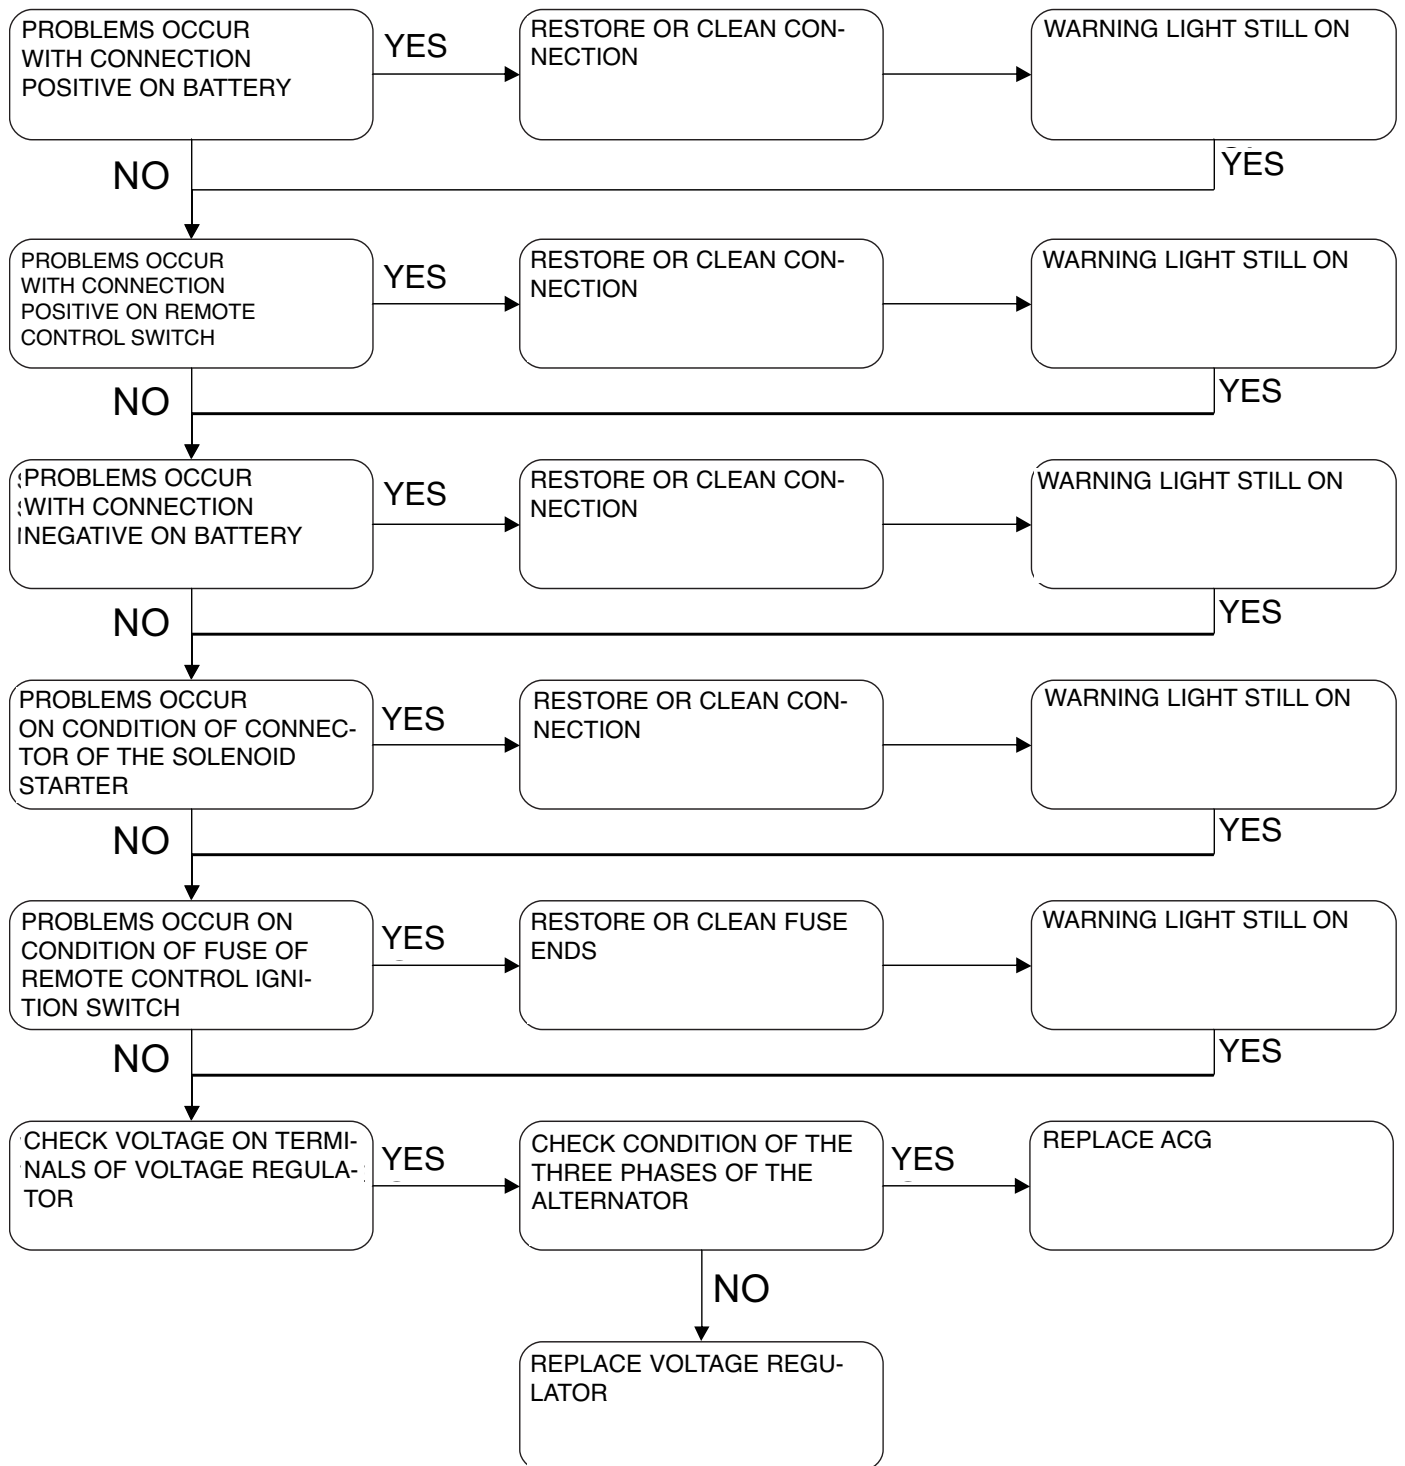 PROBLEMS OCCUR
WITH CONNECTION
POSITIVE ON BATTERY
YES
RESTORE OR CLEAN CON-
NECTION
WARNING LIGHT STILL ON
NO
YES
PROBLEMS OCCUR
WITH CONNECTION
POSITIVE ON REMOTE
CONTROL SWITCH
YES
RESTORE OR CLEAN CON-
NECTION
WARNING LIGHT STILL ON
NO
YES
PROBLEMS OCCUR
WITH CONNECTION
NEGATIVE ON BATTERY
YES
RESTORE OR CLEAN CON-
NECTION
WARNING LIGHT STILL ON
NO
YES
PROBLEMS OCCUR
ON CONDITION OF CONNEC-
TOR OF THE SOLENOID
STARTER
YES
RESTORE OR CLEAN CON-
NECTION
WARNING LIGHT STILL ON
NO
YES
PROBLEMS OCCUR ON
CONDITION OF FUSE OF
REMOTE CONTROL IGNI-
TION SWITCH
YES
RESTORE OR CLEAN FUSE
ENDS
WARNING LIGHT STILL ON
NO
YES
CHECK VOLTAGE ON TERMI-
NALS OF VOLTAGE REGULA-
TOR
YES
CHECK CONDITION OF THE
THREE PHASES OF THE
ALTERNATOR
YES
REPLACE ACG
NO
REPLACE VOLTAGE REGU-
LATOR